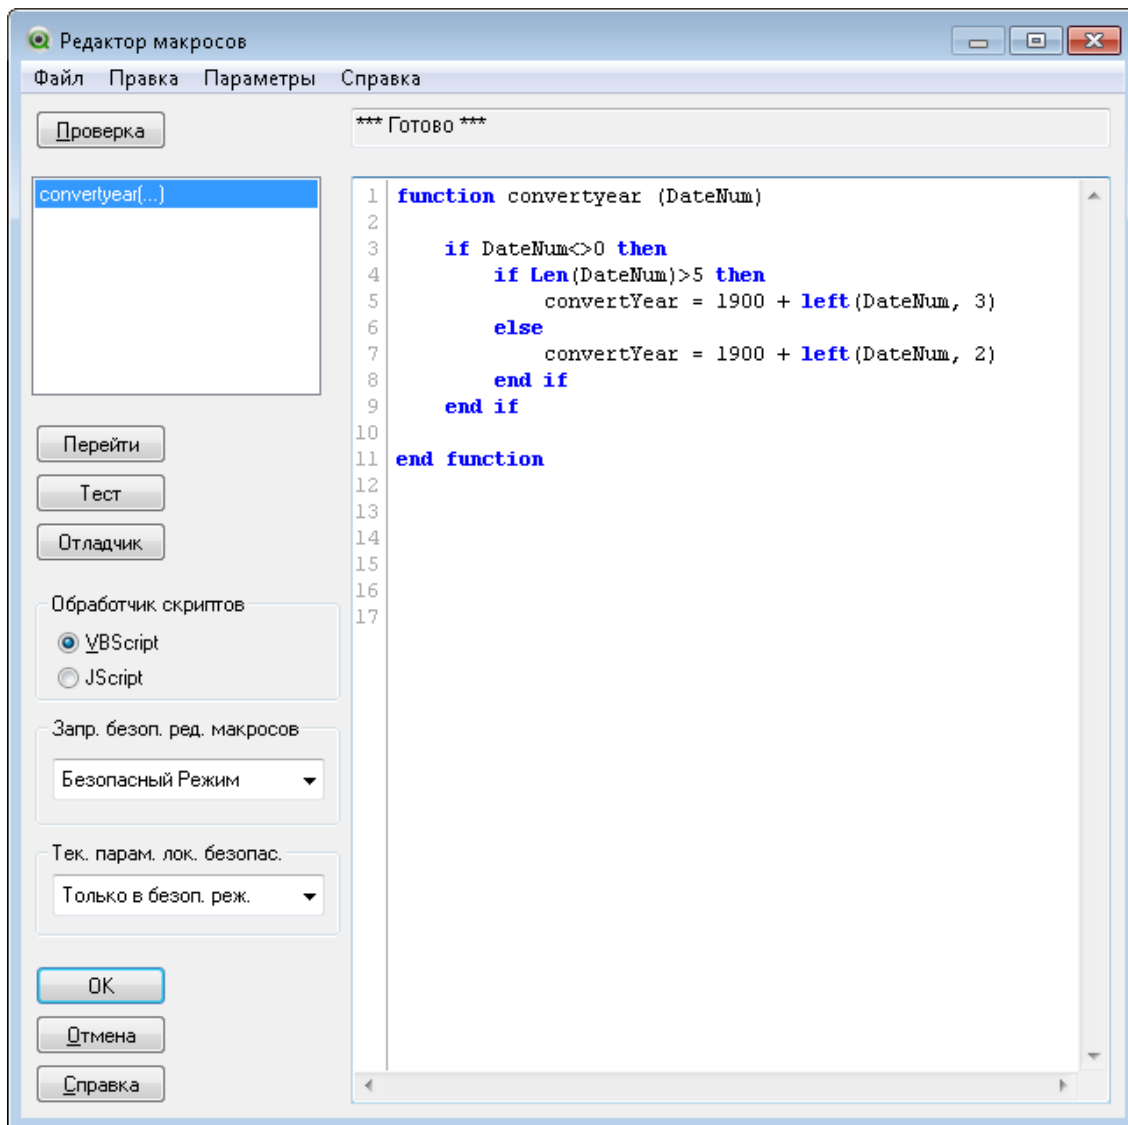 Редактор макросов
Файл Правка Параметры Справка
Проверка
*** Готово ***
convertyear(...)
1 function convertyear (DateNum)
2
3 if DateNum<>0 then
4 if Len(DateNum)>5 then
5 convertYear = 1900 + left(DateNum, 3)
6 else
7 convertYear = 1900 + left(DateNum, 2)
8 end if
9 end if
10
11 end function
12
13
14
15
16
17
Перейти
Тест
Отладчик
Обработчик скриптов
VBScript
JScript
Запр. безоп. ред. макросов
Безопасный Режим
Тек. парам. лок. безопас.
Только в безоп. реж.
OK
Отмена
Справка